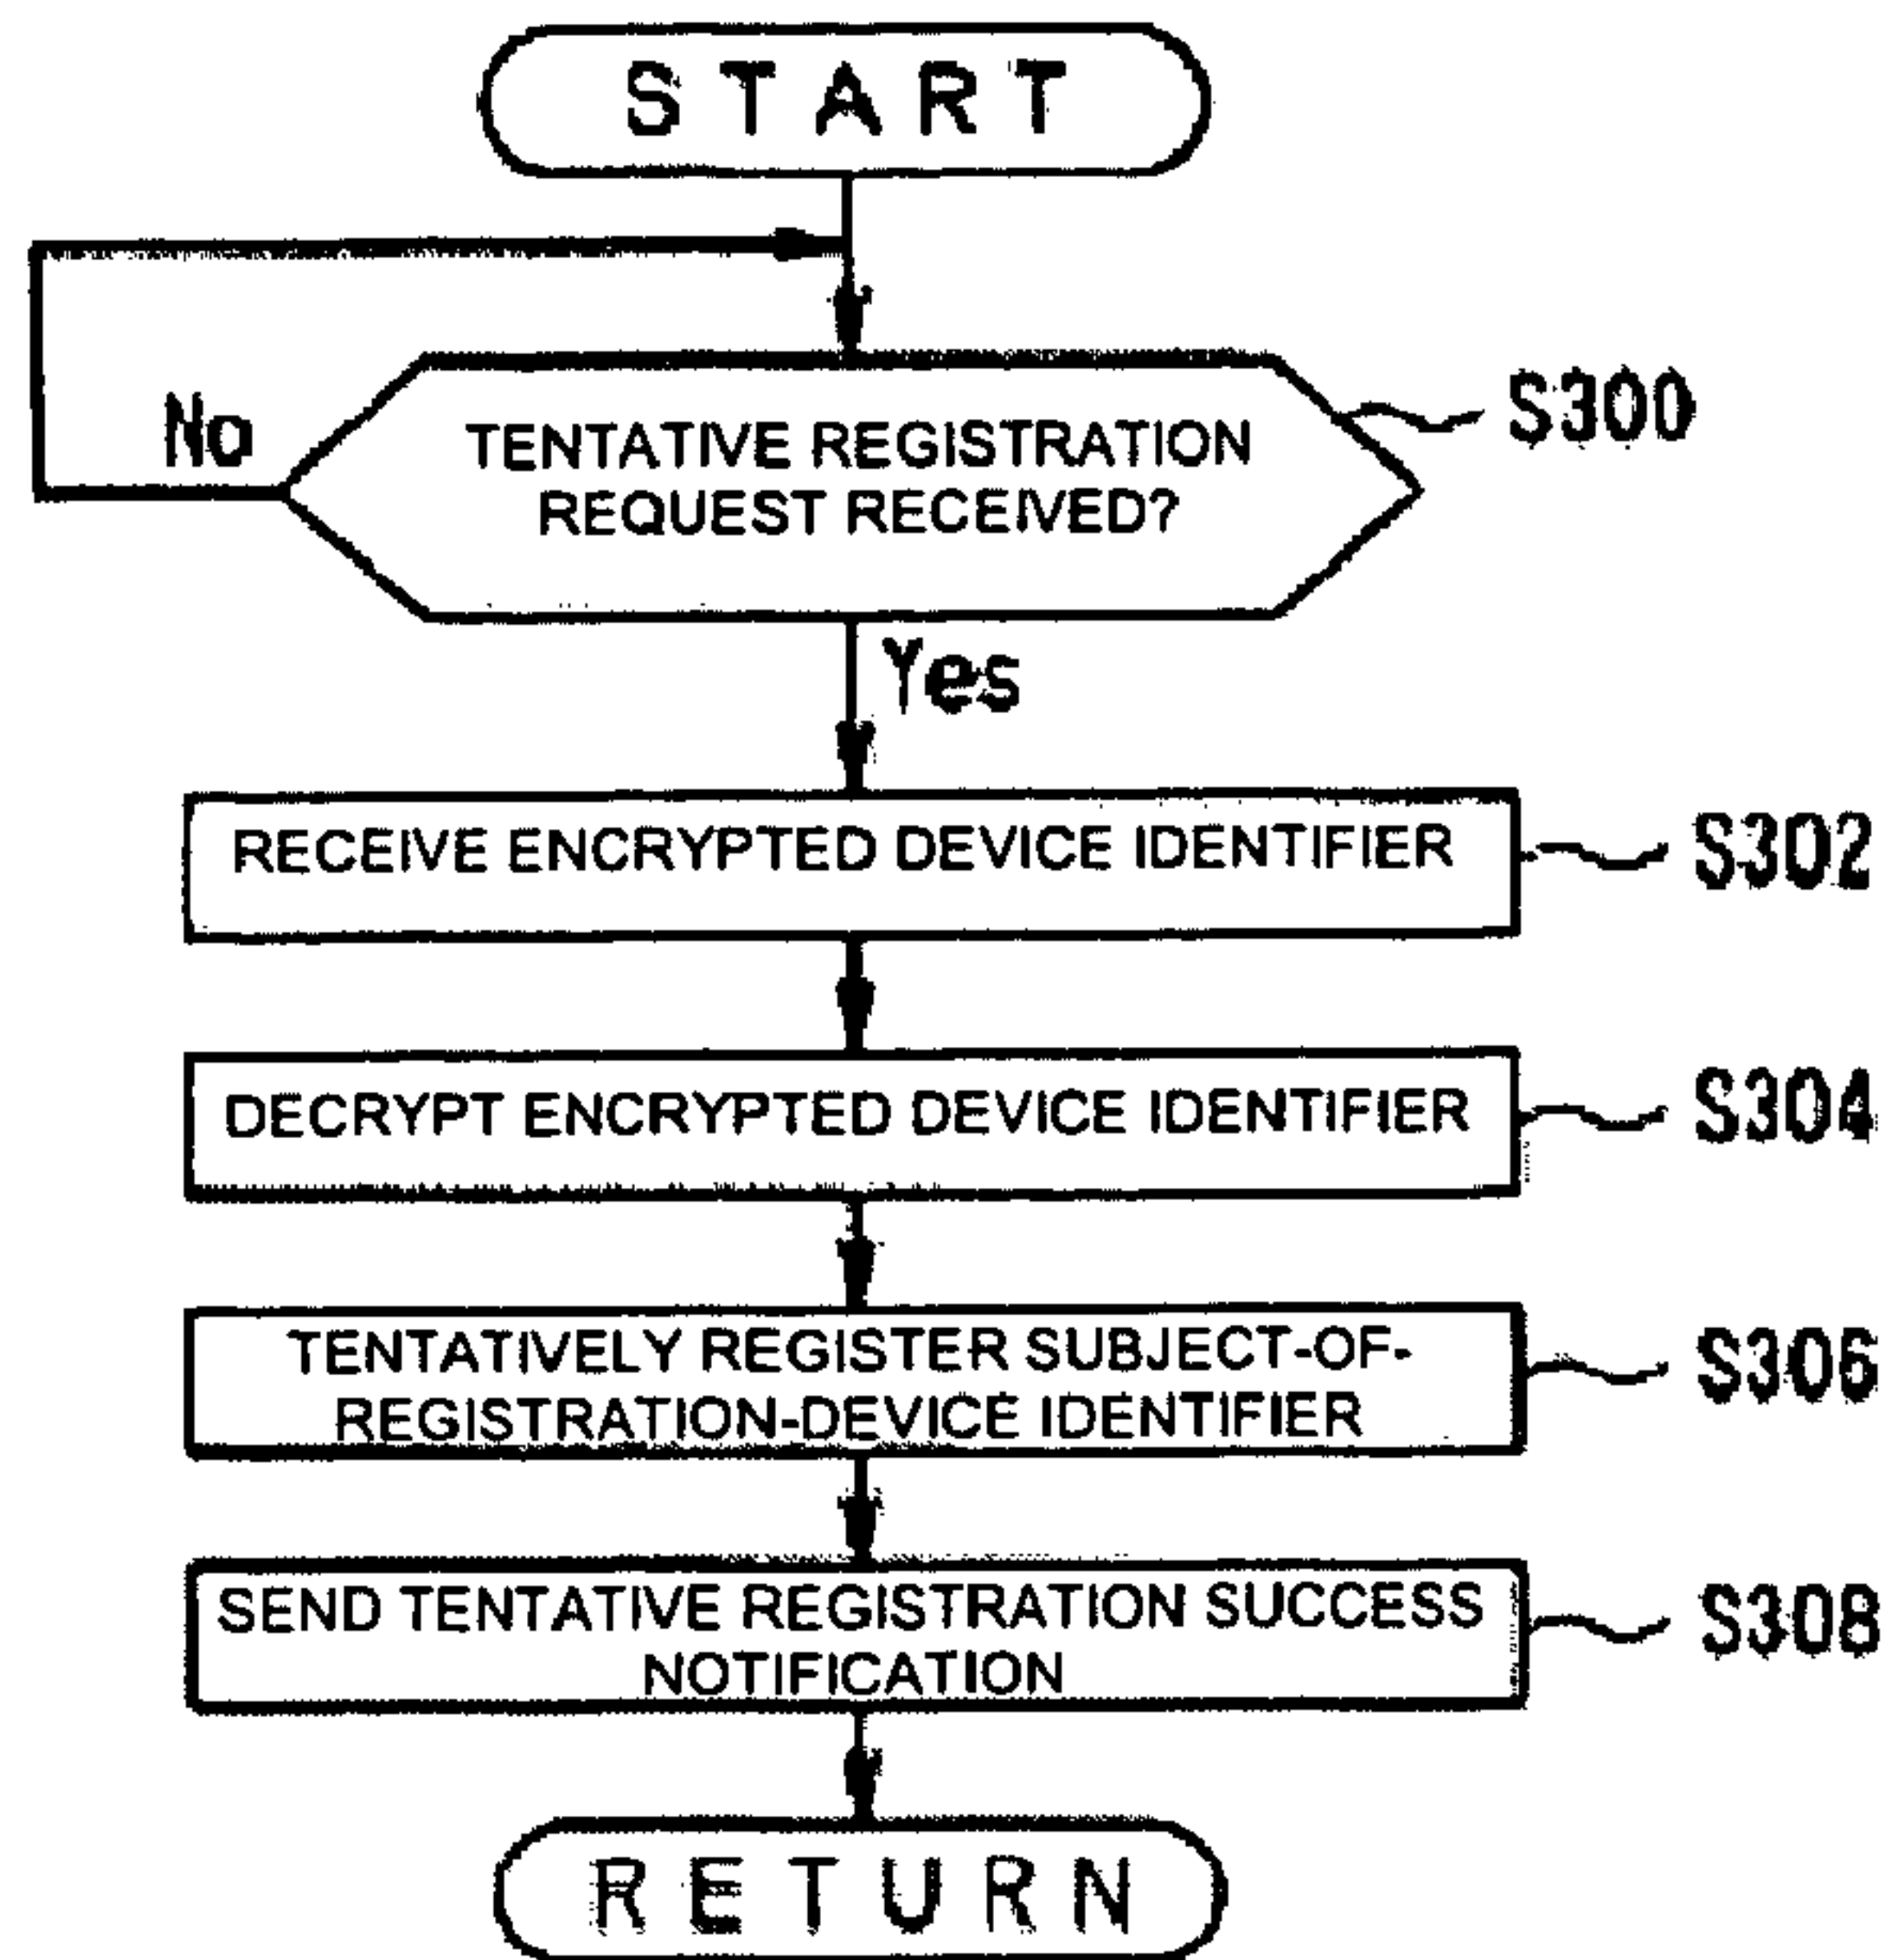 START
No
TENTATIVE REGISTRATION
REQUEST RECEIVED?
S300
Yes
RECEIVE ENCRYPTED DEVICE IDENTIFIER
S302
DECRYPT ENCRYPTED DEVICE IDENTIFIER
S304
TENTATIVELY REGISTER SUBJECT-OF-
REGISTRATION-DEVICE IDENTIFIER
S306
SEND TENTATIVE REGISTRATION SUCCESS
NOTIFICATION
S308
RETURN